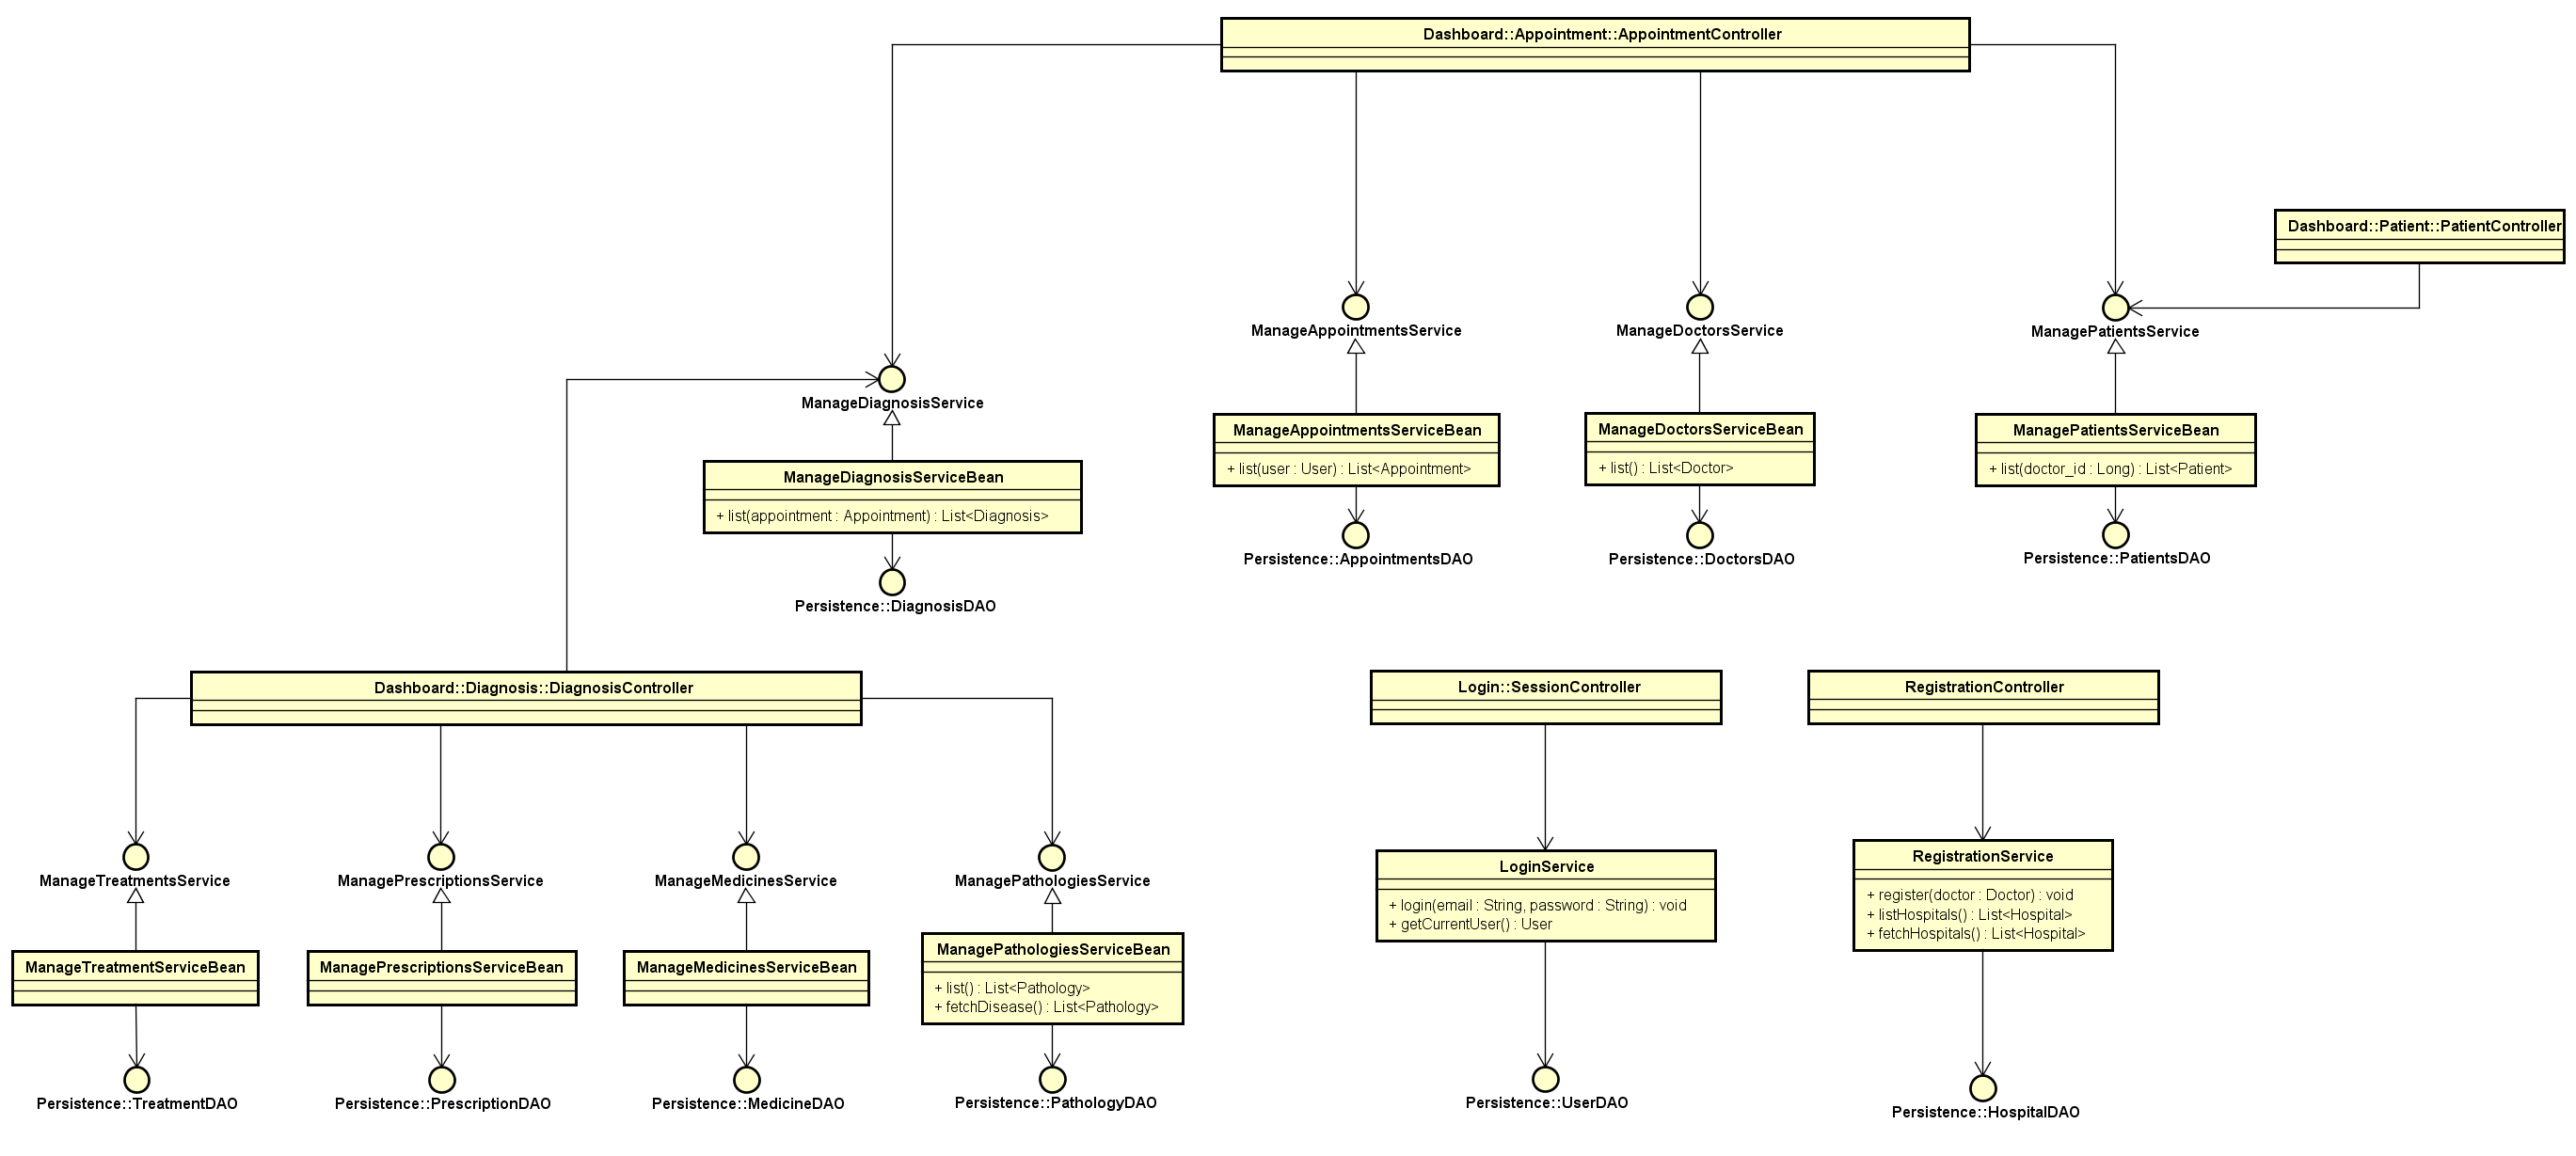 Dashboard::Appointment::AppointmentController
Dashboard::Patient::PatientController
ManageAppointmentsService
ManageDoctorsService
ManagePatientsService
ManageDiagnosisService
ManageAppointmentsServiceBean
+ list(user : User) : List<Appointment>
ManageDoctorsServiceBean
+ list() : List<Doctor>
ManagePatientsServiceBean
+ list(doctor_id : Long) : List<Patient>
ManageDiagnosisServiceBean
+ list(appointment : Appointment) : List<Diagnosis>
Persistence::AppointmentsDAO
Persistence::DoctorsDAO
Persistence::PatientsDAO
Persistence::DiagnosisDAO
Dashboard::Diagnosis::DiagnosisController
Login::SessionController
RegistrationController
ManageTreatmentsService
ManagePrescriptionsService
ManageMedicinesService
ManagePathologiesService
LoginService
+ login(email : String, password : String) : void
+ getCurrentUser() : User
RegistrationService
+ register(doctor : Doctor) : void
+ listHospitals() : List<Hospital>
+ fetchHospitals() : List<Hospital>
ManageTreatmentServiceBean
ManagePrescriptionsServiceBean
ManageMedicinesServiceBean
ManagePathologiesServiceBean
+ list() : List<Pathology>
+ fetchDisease() : List<Pathology>
Persistence::TreatmentDAO
Persistence::PrescriptionDAO
Persistence::MedicineDAO
Persistence::PathologyDAO
Persistence::UserDAO
Persistence::HospitalDAO